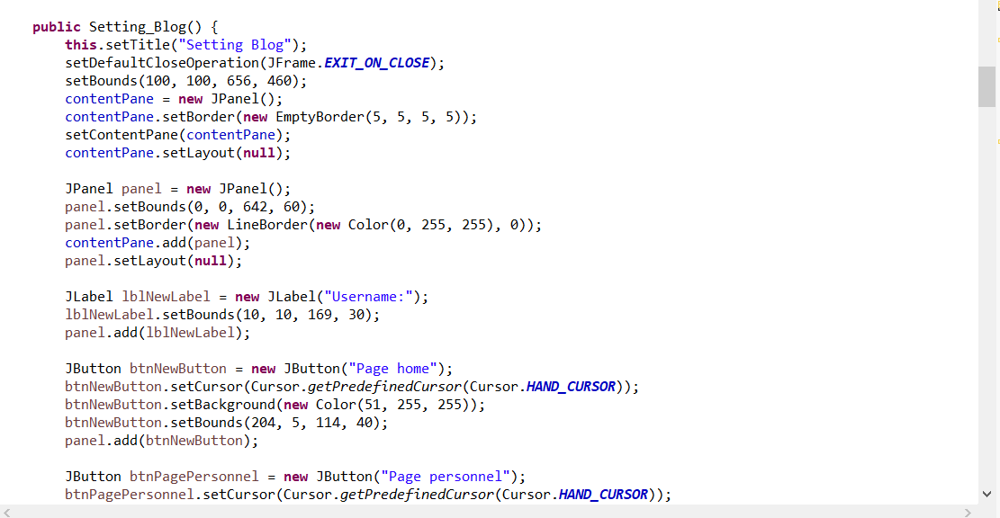 public Setting_Blog() {
this.setTitle("Setting Blog");
setDefaultCloseOperation(JFrame.EXIT_ON_CLOSE);
setBounds(100, 100, 656, 460);
contentPane = new JPanel();
contentPane.setBorder(new EmptyBorder(5, 5, 5, 5));
setContentPane(contentPane);
contentPane.setLayout(null);
JPanel panel = new JPanel();
panel.setBounds(0, 0, 642, 60);
panel.setBorder(new LineBorder(new Color(0, 255, 255), 0));
contentPane.add(panel);
panel.setLayout(null);
JLabel lblNewLabel = new JLabel("Username:");
lblNewLabel.setBounds(10, 10, 169, 30);
panel.add(lblNewLabel);
JButton btnNewButton = new JButton("Page home");
btnNewButton.setCursor(Cursor.getPredefinedCursor(Cursor.HAND_CURSOR));
btnNewButton.setBackground(new Color(51, 255, 255));
btnNewButton.setBounds(204, 5, 114, 40);
panel.add(btnNewButton);
JButton btnPagePersonnel = new JButton("Page personnel");
btnPagePersonnel.setCursor(Cursor.getPredefinedCursor(Cursor.HAND_CURSOR));